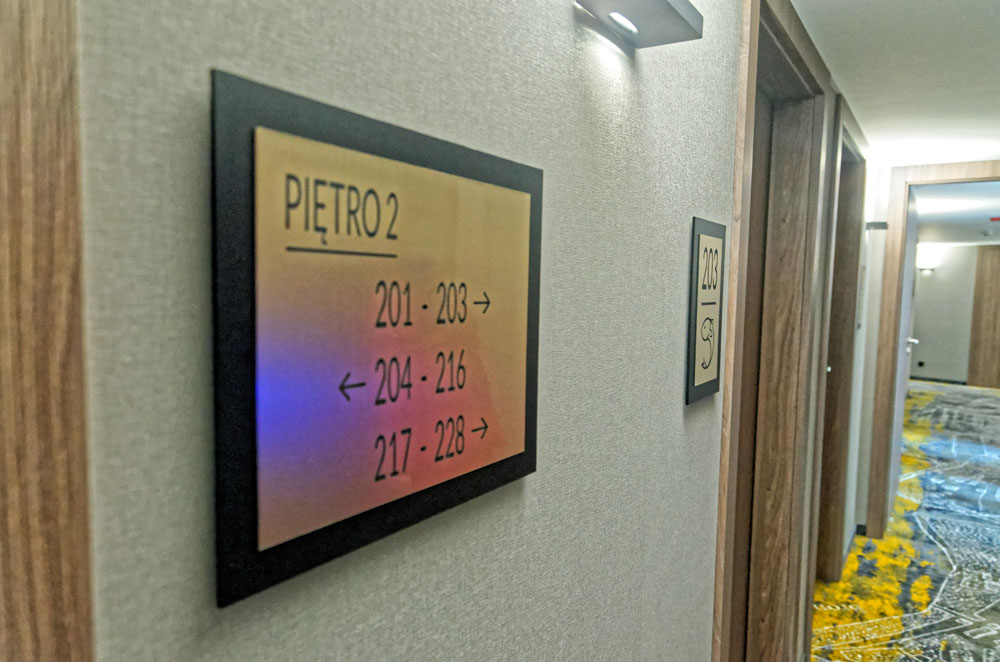 PIĘTRO 2
201 - 203 →
← 204 - 216
217 - 228 →
203